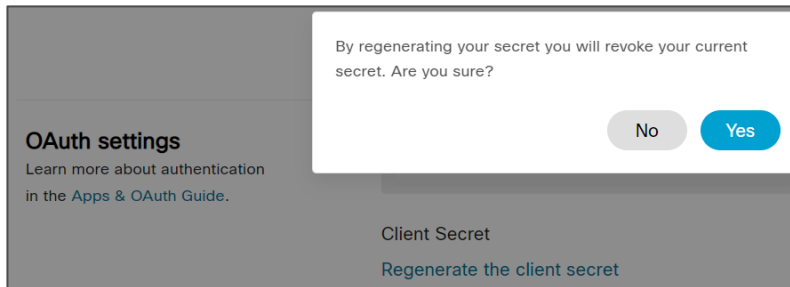 By regenerating your secret you will revoke your current
secret. Are you sure?
No
Yes
OAuth settings
Learn more about authentication
in the Apps & OAuth Guide.
Client Secret
Regenerate the client secret